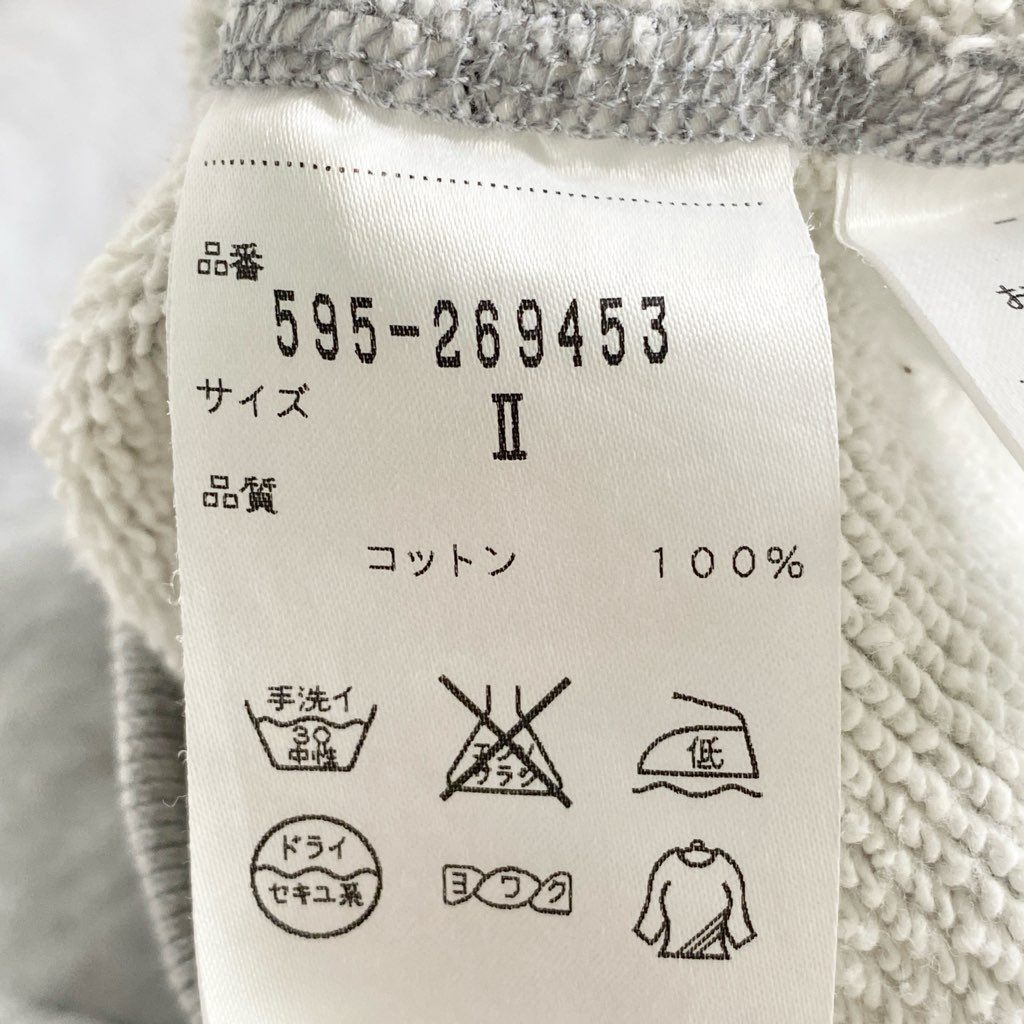 品番
595-269453
サイズ
Ⅱ
品質
コットン 100%
手洗イ
30
中性
エンソ
サラシ
低
ドライ
セキユ系
ヨワク
お